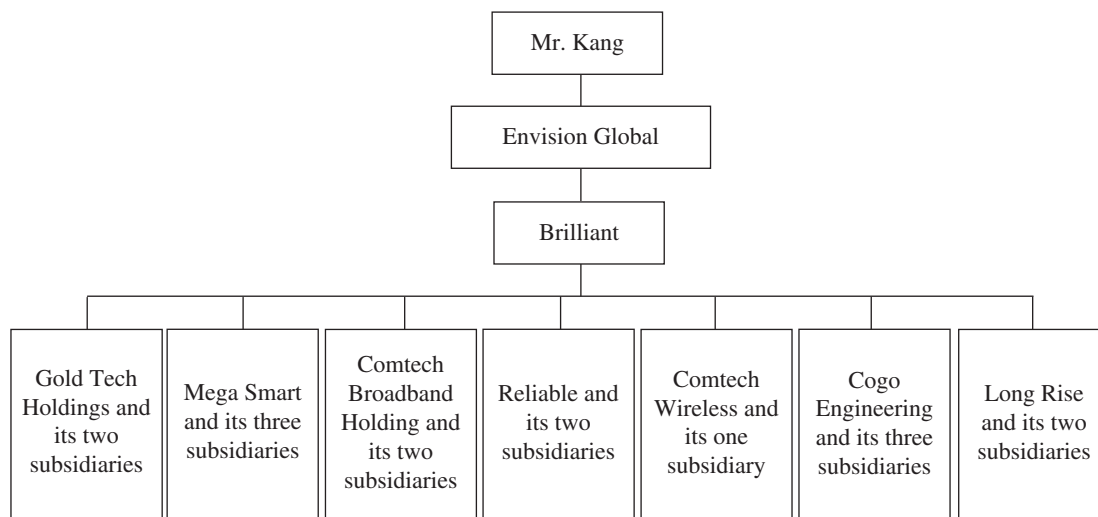 Mr. Kang
Envision Global
Brilliant
Gold Tech
Holdings and
its two
subsidiaries
Mega Smart
and its three
subsidiaries
Comtech
Broadband
Holding and
its two
subsidiaries
Reliable and
its two
subsidiaries
Comtech
Wireless and
its one
subsidiary
Cogo
Engineering
and its three
subsidiaries
Long Rise
and its two
subsidiaries